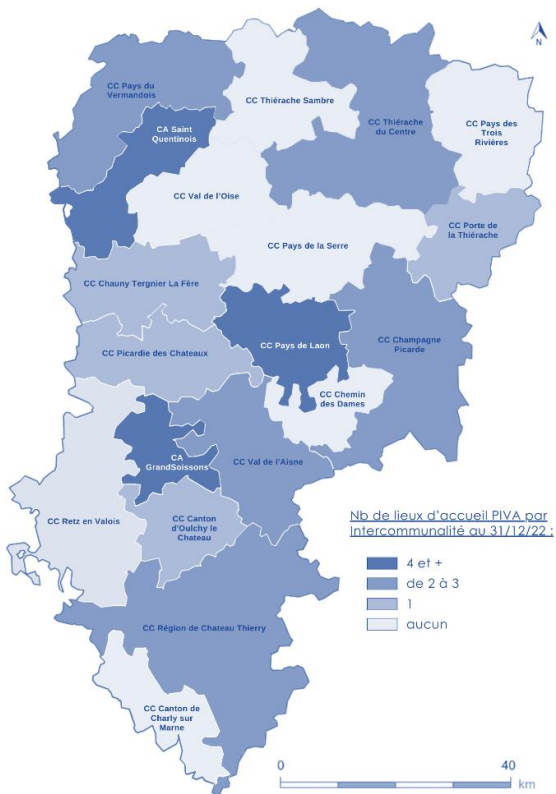 N
CC Pays du
Vermandois
CC Thiérache Sambre
CA Saint
Quentinois
CC Thiérache
du Centre
CC Pays des
Trois
Rivières
CC Val de l'Oise
CC Porte de
la Thiérache
CC Pays de la Serre
CC Chauny Tergnier La Fère
CC Pays de Laon
CC Champagne
Picarde
CC Picardie des Chateaux
CC Chemin
des Dames
CA
GrandSoissons
CC Val de l'Aisne
CC Retz en Valois
CC Canton
d'Oulchy le
Chateau
Nb de lieux d'accueil PIVA par
Intercommunalité au 31/12/22 :
4 et +
de 2 à 3
1
aucun
CC Région de Chateau Thierry
CC Canton de
Charly sur
Marne
0
40
km